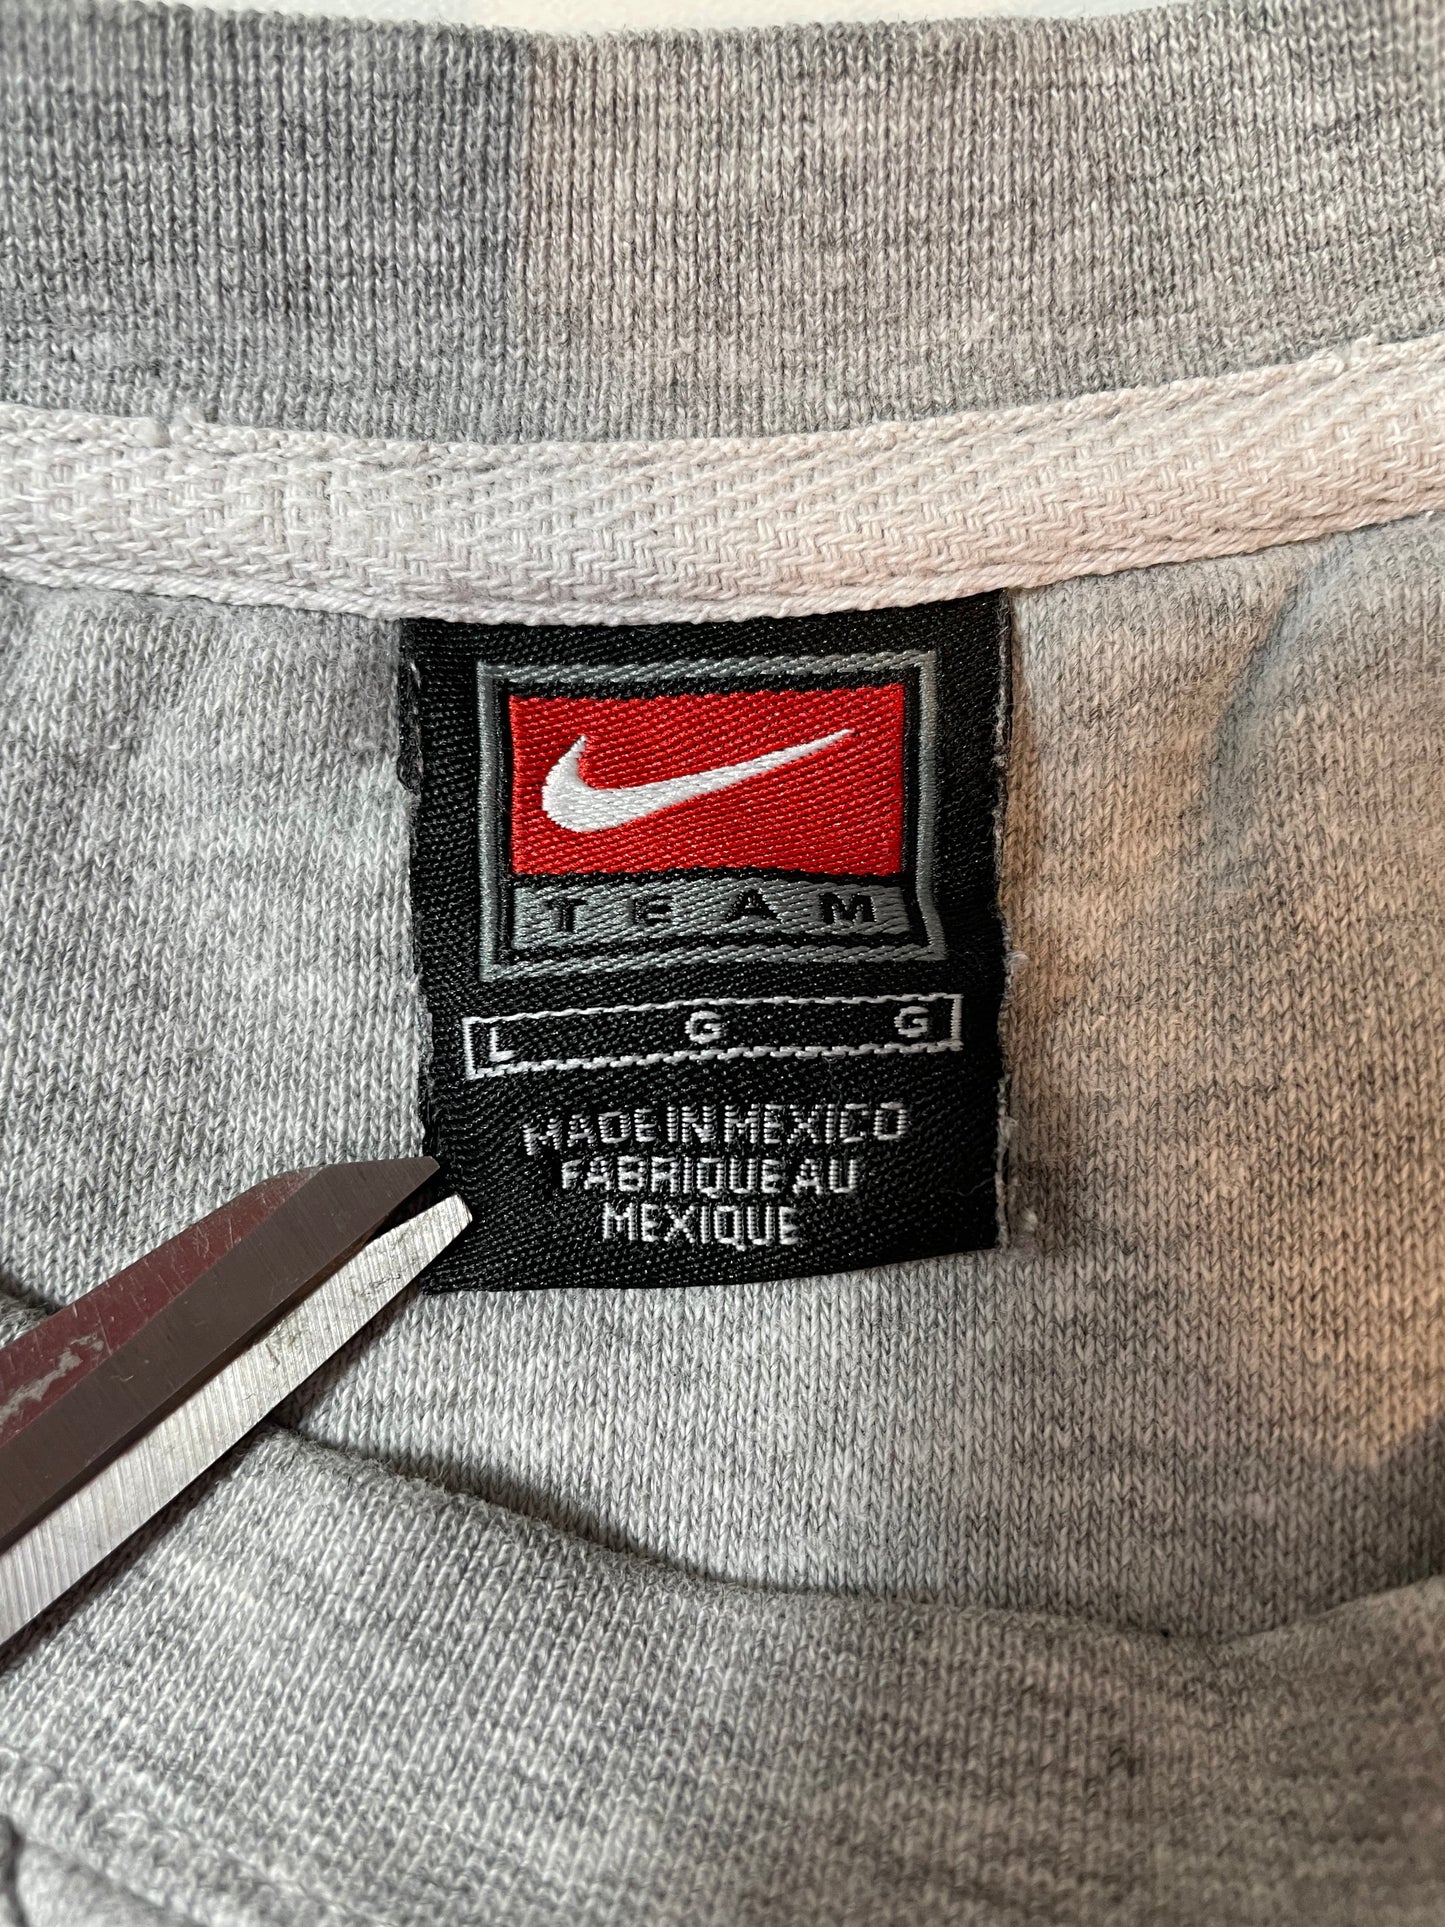 TEAM
L G G
MADE IN MEXICO
FABRIQUE AU
MEXIQUE